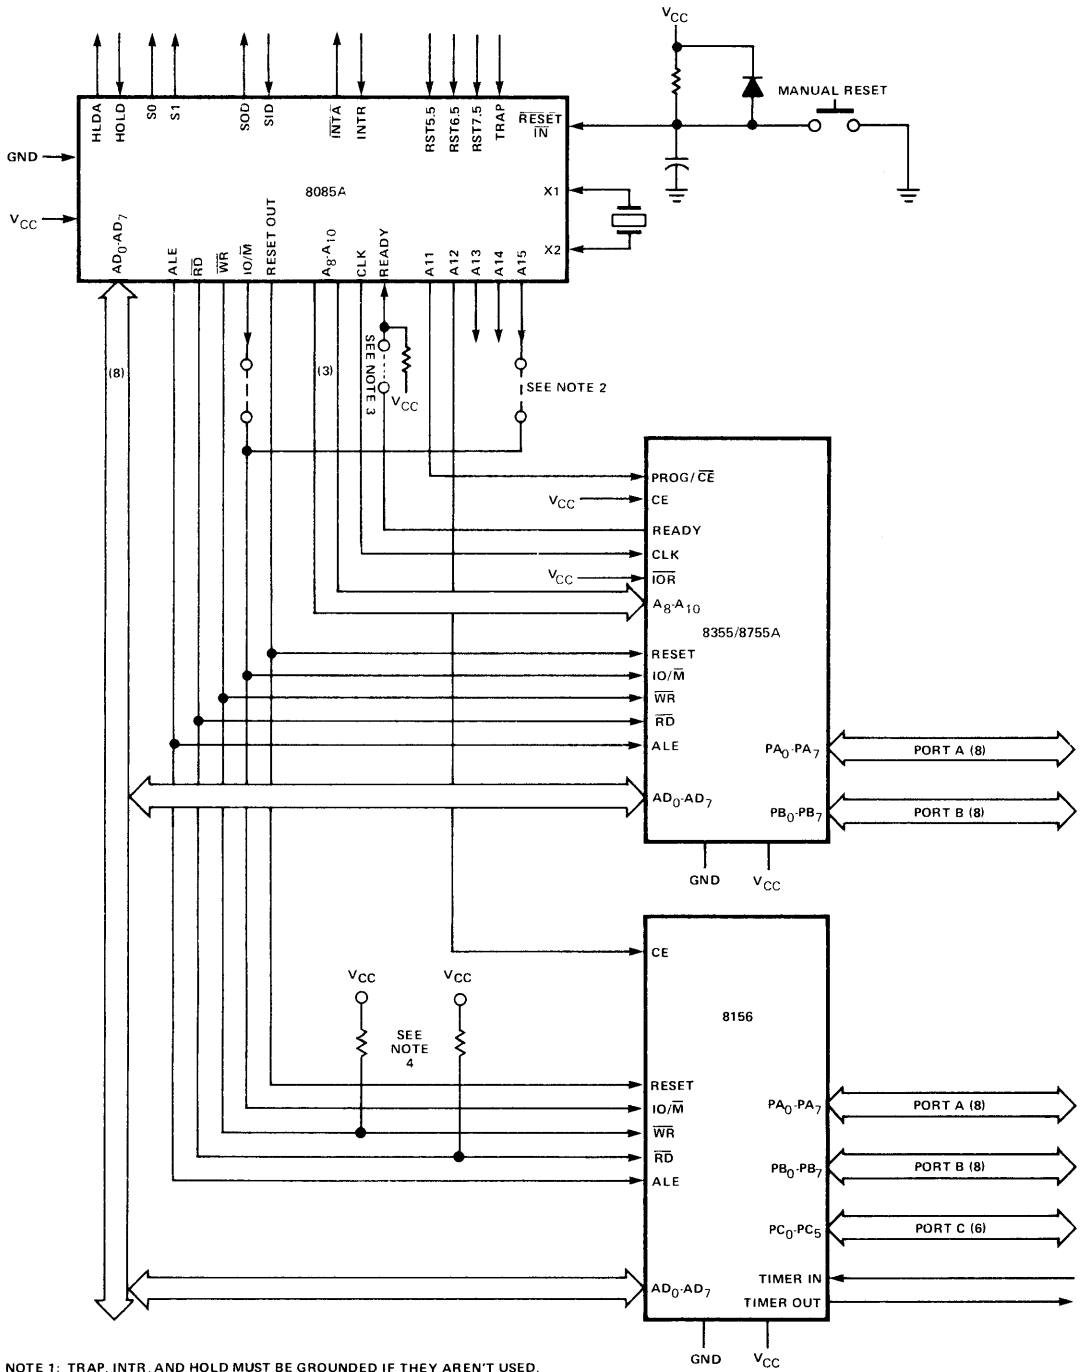 VCC
HLDA
HOLD
S0
S1
SOD
SID
INTA
INTR
RST5.5
RST6.5
RST7.5
TRAP
RESET
IN
MANUAL RESET
GND
8085A
X1
VCC
X2
AD0-AD7
ALE
RD
WR
IO/M
RESET OUT
A8-A10
CLK
READY
A11
A12
A13
A14
A15
(8)
(3)
SEE NOTE 3
VCC
SEE NOTE 2
PROG/CE
VCC
CE
READY
CLK
VCC
IOR
A8-A10
8355/8755A
RESET
IO/M
WR
RD
ALE
PA0-PA7
PORT A (8)
AD0-AD7
PB0-PB7
PORT B (8)
GND
VCC
CE
VCC
VCC
8156
SEE
NOTE
4
RESET
IO/M
PA0-PA7
PORT A (8)
WR
RD
PB0-PB7
PORT B (8)
ALE
PC0-PC5
PORT C (6)
TIMER IN
AD0-AD7
TIMER OUT
GND
VCC
NOTE 1: TRAP, INTR, AND HOLD MUST BE GROUNDED IF THEY AREN'T USED.